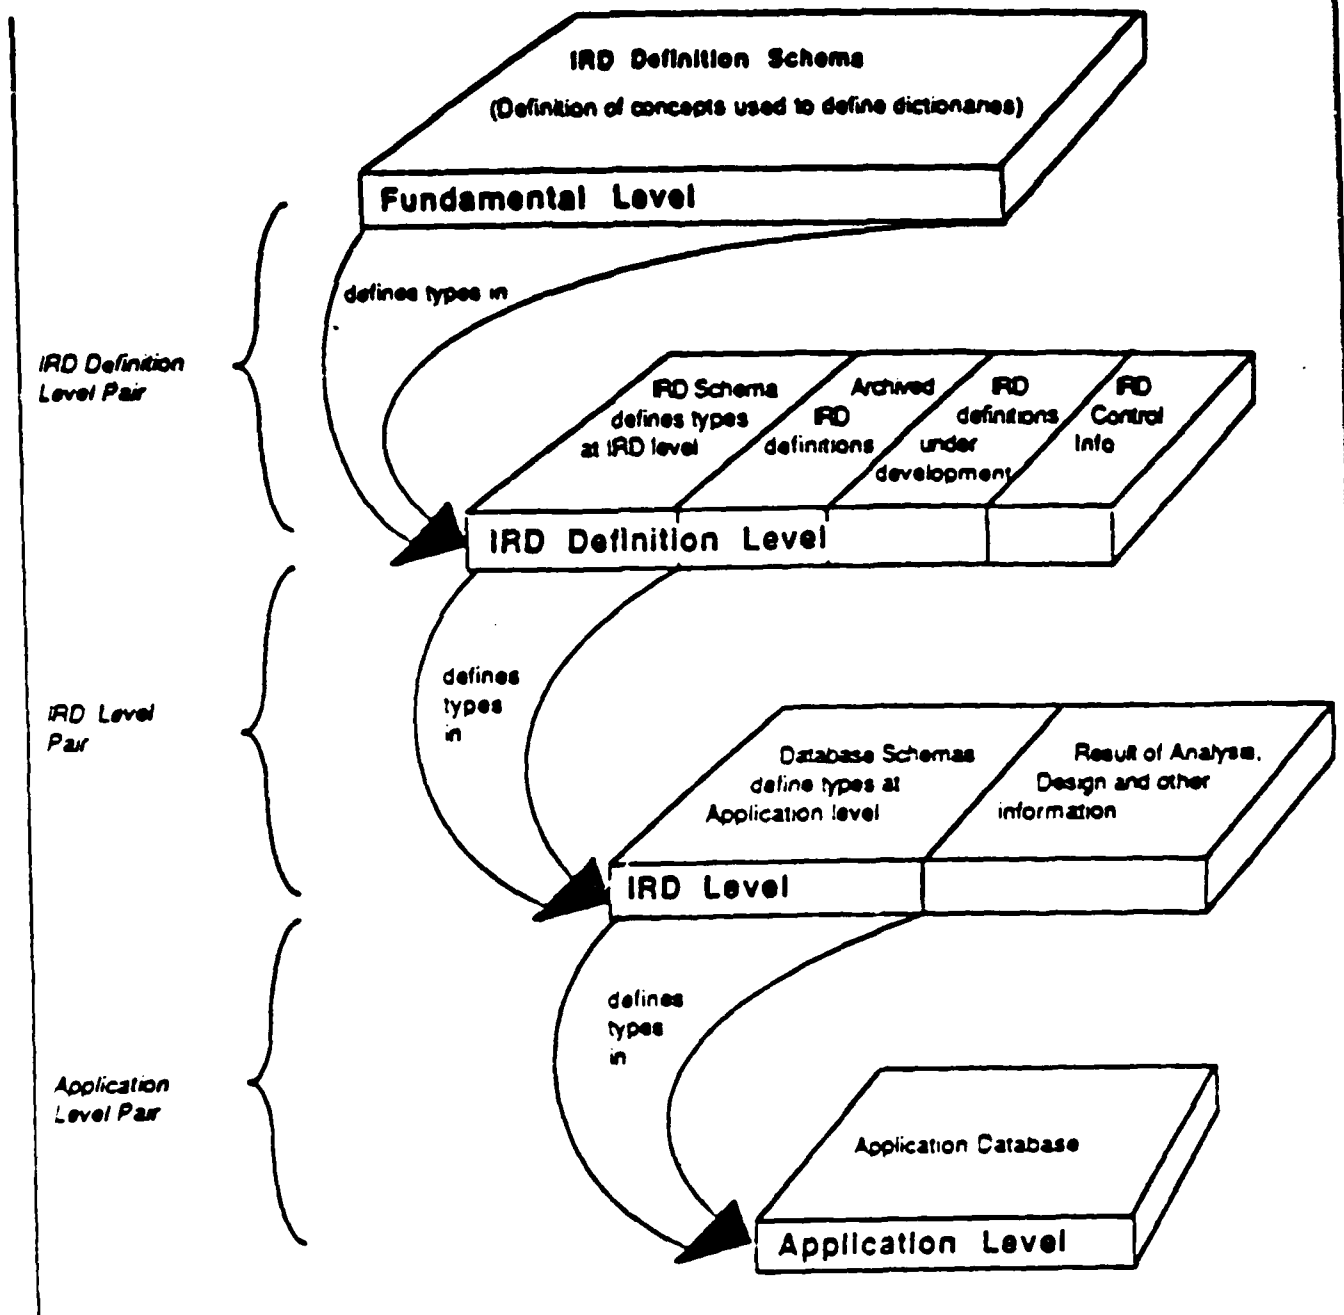 IRD Definition Schema
(Definition of concepts used to define dictionaries)
Fundamental Level
defines types in
IRD Definition
Level Pair
IRD Schema
defines types
at IRD level
Archived
IRD
definitions
IRD
definitions
under
development
IRD
Control
Info
IRD Definition Level
defines
types
in
IRD Level
Pair
Database Schemas
define types at
Application level
Result of Analysis,
Design and other
information
IRD Level
defines
types
in
Application
Level Pair
Application Database
Application Level